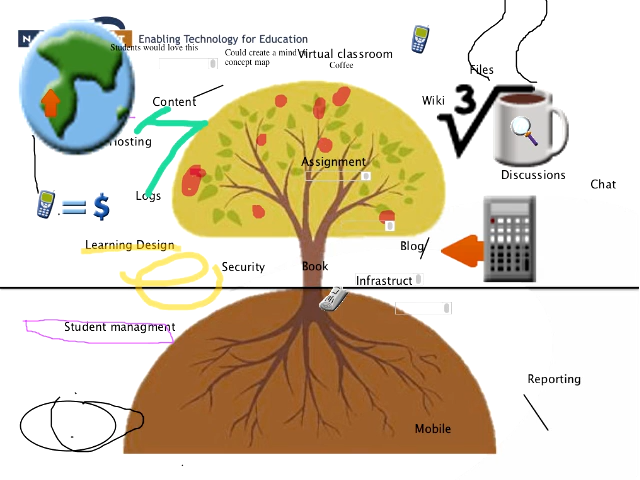 N
Enabling Technology for Education
Students would love this
Could create a mind
concept map
Virtual classroom
Coffee
Files
Content
Wiki
3
Hosting
Assignment
Discussions
Chat
Logs
= $
Learning Design
Blog
Security
Book
Infrastruct
Student managment
Reporting
Mobile